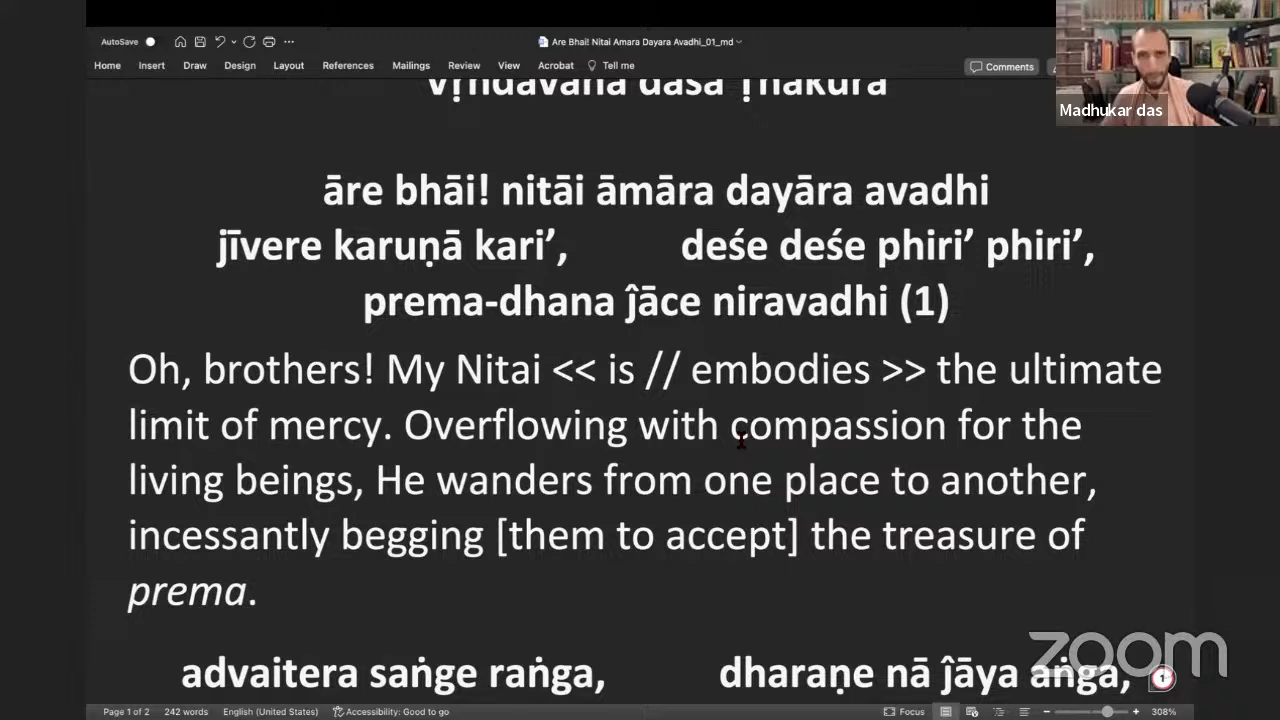 AutoSave
Are Bhai! Nitai Amara Dayara Avadhi_01_md
Home Insert Draw Design Layout References Mailings Review View Acrobat Tell me
Comments
Madhukar das
vṛndāvana dāsa ṭhākura
āre bhāi! nitāi āmāra dayāra avadhi
jīvere karuṇā kari’, deśe deśe phiri’ phiri’,
prema-dhana ĵāce niravadhi (1)
Oh, brothers! My Nitai << is // embodies >> the ultimate
limit of mercy. Overflowing with compassion for the
living beings, He wanders from one place to another,
incessantly begging [them to accept] the treasure of
prema.
advaitera saṅge raṅga, dharaṇe nā ĵāya aṅga,
zoom
Page 1 of 2 242 words English (United States) Accessibility: Good to go Focus 308%